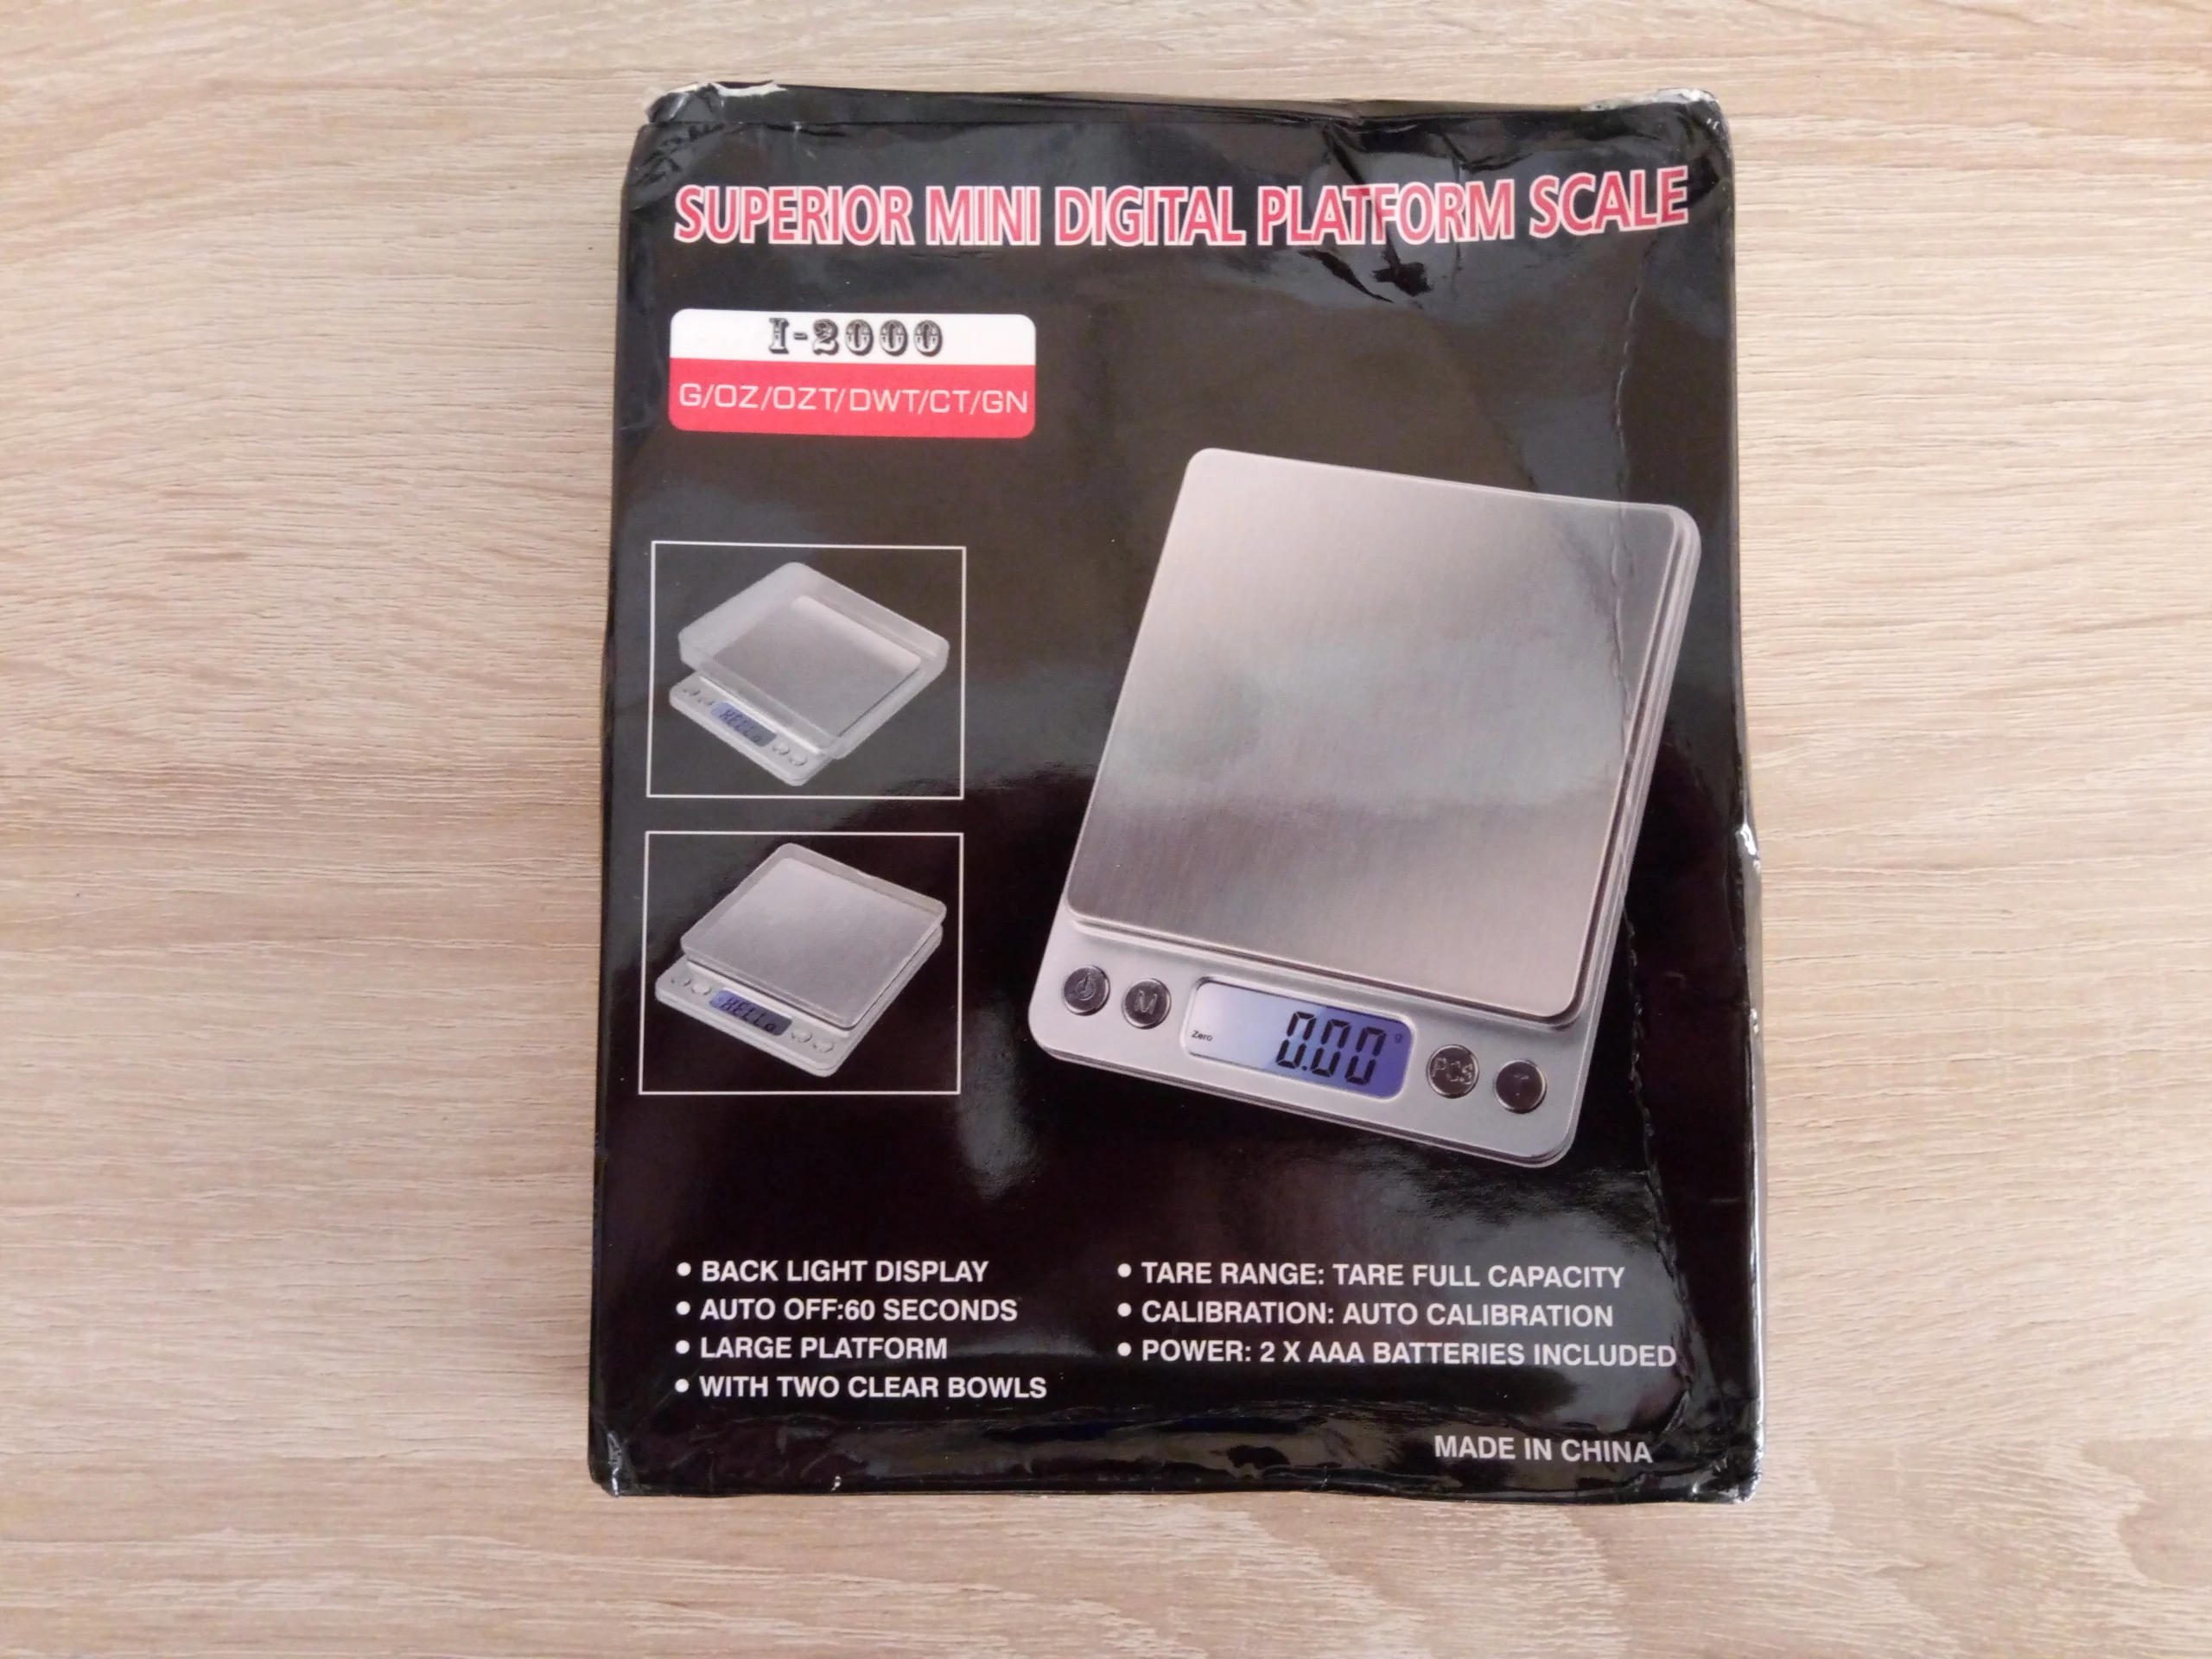 SUPERIOR MINI DIGITAL PLATFORM SCALE
I-2000
G/OZ/OZT/DWT/CT/GN
HELLo
HELLo
M
Zero
0.00
g
PCS
T
• BACK LIGHT DISPLAY
• AUTO OFF:60 SECONDS
• LARGE PLATFORM
• WITH TWO CLEAR BOWLS
• TARE RANGE: TARE FULL CAPACITY
• CALIBRATION: AUTO CALIBRATION
• POWER: 2 X AAA BATTERIES INCLUDED
MADE IN CHINA